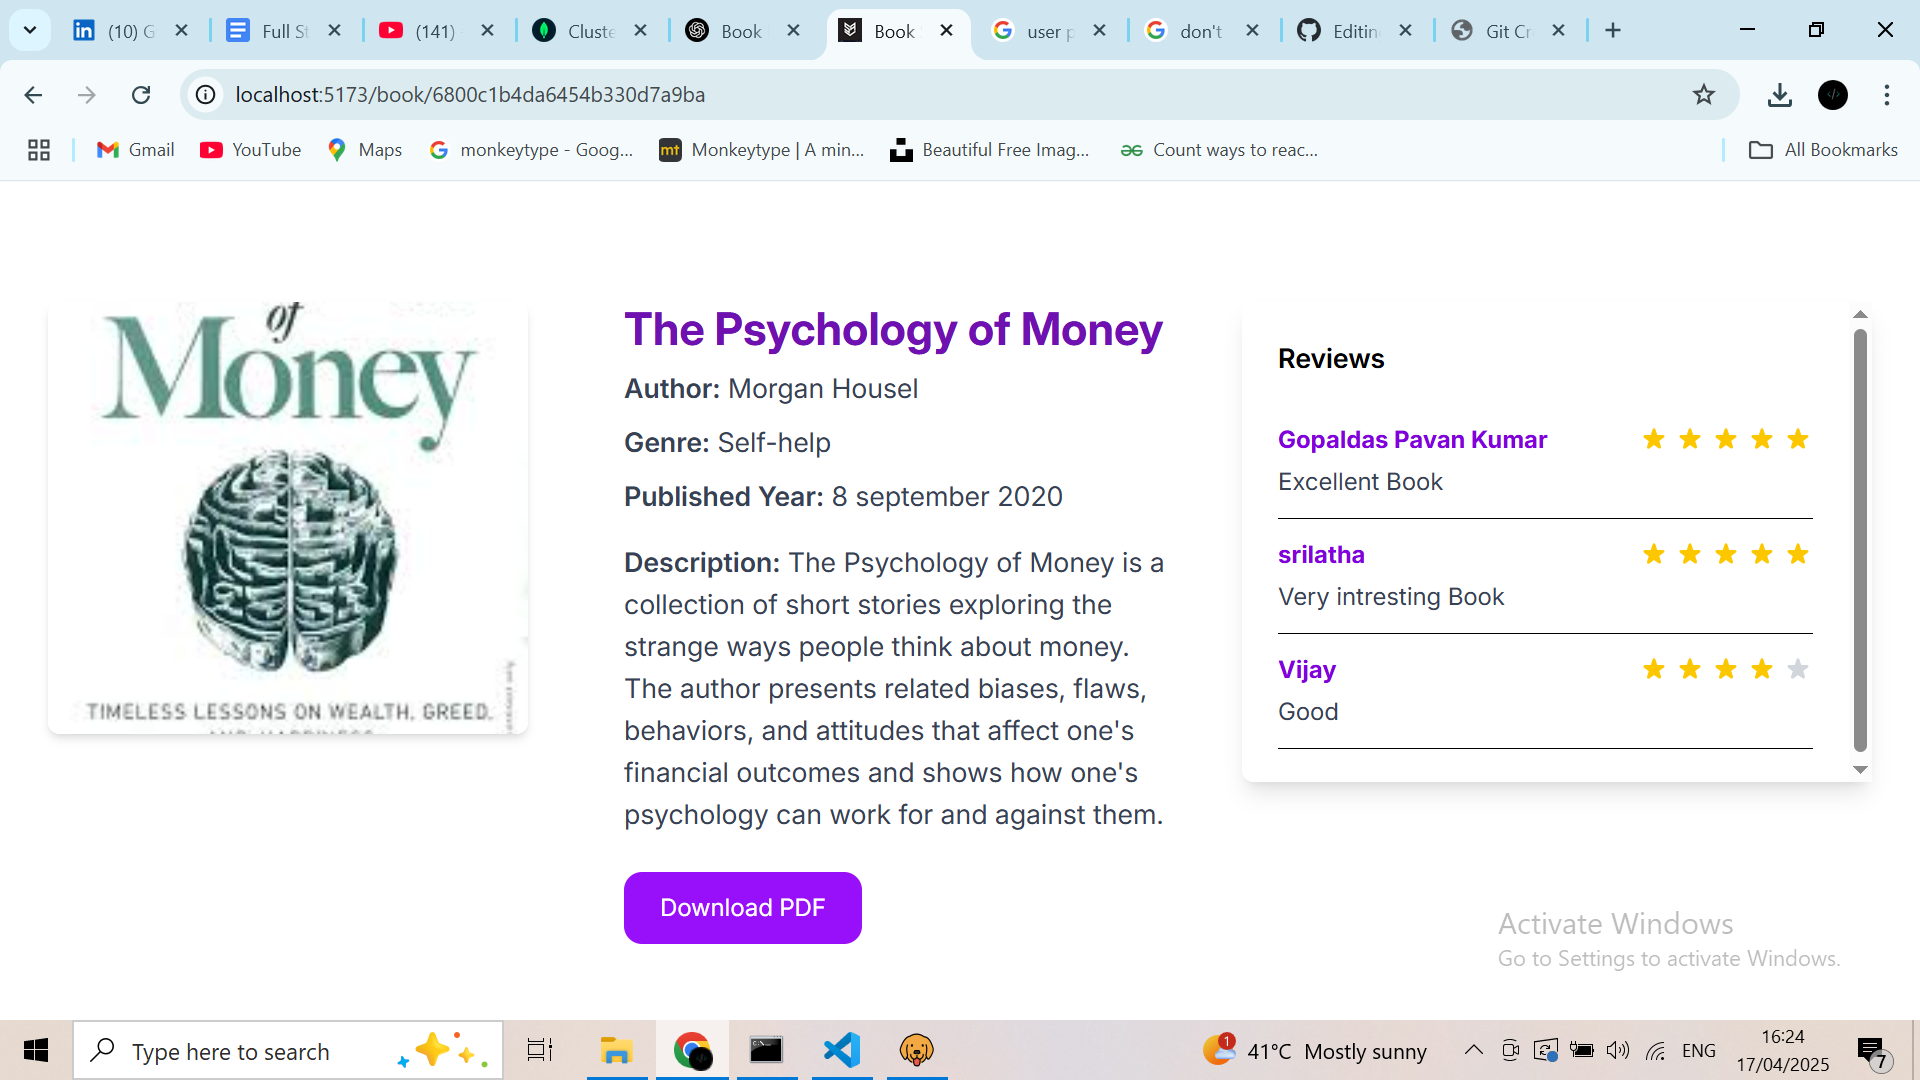 (10) G
Full St
(141)
Cluste
Book
Book
user p
don't
Editin
Git Cr
localhost:5173/book/6800c1b4da6454b330d7a9ba
Gmail
YouTube
Maps
monkeytype - Goog...
mt
Monkeytype | A min...
Beautiful Free Imag...
Count ways to reac...
All Bookmarks
of
Money
TIMELESS LESSONS ON WEALTH, GREED,
The Psychology of Money
Author: Morgan Housel
Genre: Self-help
Published Year: 8 september 2020
Description: The Psychology of Money is a
collection of short stories exploring the
strange ways people think about money.
The author presents related biases, flaws,
behaviors, and attitudes that affect one's
financial outcomes and shows how one's
psychology can work for and against them.
Download PDF
Reviews
Gopaldas Pavan Kumar
Excellent Book
srilatha
Very intresting Book
Vijay
Good
Activate Windows
Go to Settings to activate Windows.
Type here to search
1
41°C Mostly sunny
ENG
16:24
17/04/2025
7